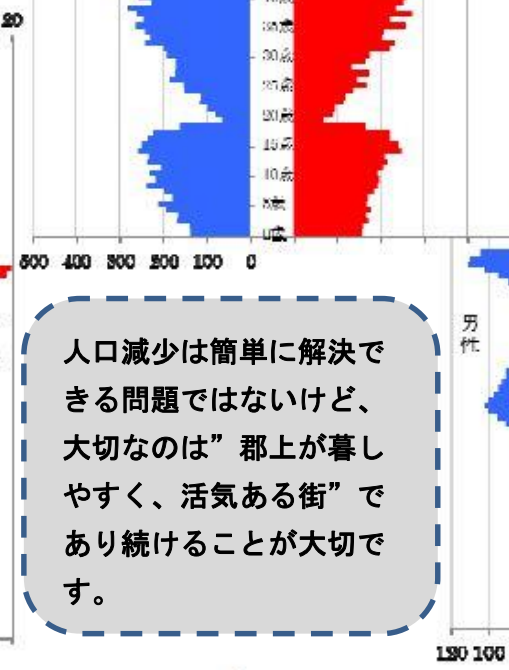 20
30歳
25歳
20歳
15歳
10歳
5歳
0歳
500 400 300 200 100 0
男性
人口減少は簡単に解決で
きる問題ではないけど、
大切なのは”郡上が暮し
やすく、活気ある街”で
あり続けることが大切で
す。
120 100